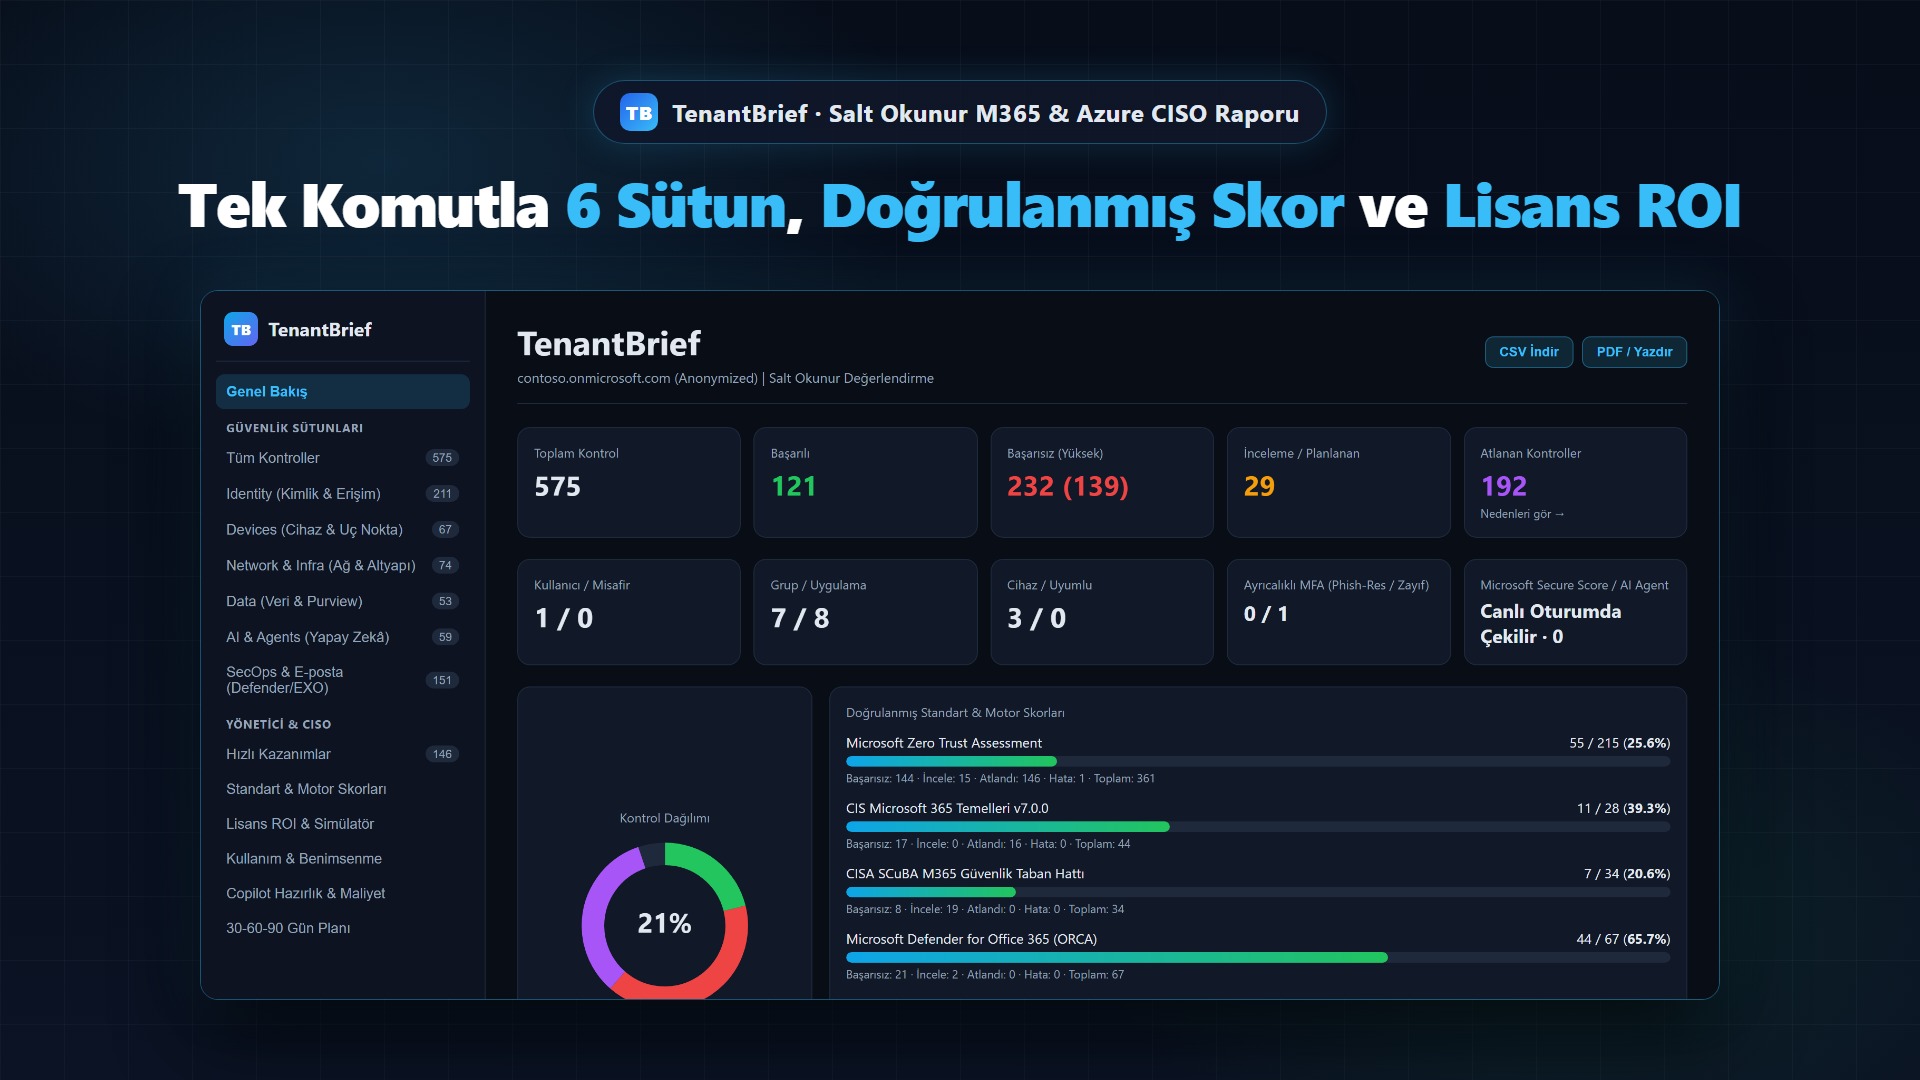 TB TenantBrief · Salt Okunur M365 & Azure CISO Raporu
Tek Komutla 6 Sütun, Doğrulanmış Skor ve Lisans ROI
TB TenantBrief
Genel Bakış
GÜVENLİK SÜTUNLARI
Tüm Kontroller 575
Identity (Kimlik & Erişim) 211
Devices (Cihaz & Uç Nokta) 67
Network & Infra (Ağ & Altyapı) 74
Data (Veri & Purview) 53
AI & Agents (Yapay Zekâ) 59
SecOps & E-posta
(Defender/EXO) 151
YÖNETİCİ & CISO
Hızlı Kazanımlar 146
Standart & Motor Skorları
Lisans ROI & Simülatör
Kullanım & Benimsenme
Copilot Hazırlık & Maliyet
30-60-90 Gün Planı
TenantBrief
contoso.onmicrosoft.com (Anonymized) | Salt Okunur Değerlendirme
CSV İndir
PDF / Yazdır
Toplam Kontrol
575
Başarılı
121
Başarısız (Yüksek)
232 (139)
İnceleme / Planlanan
29
Atlanan Kontroller
192
Nedenleri gör →
Kullanıcı / Misafir
1 / 0
Grup / Uygulama
7 / 8
Cihaz / Uyumlu
3 / 0
Ayrıcalıklı MFA (Phish-Res / Zayıf)
0 / 1
Microsoft Secure Score / AI Agent
Canlı Oturumda
Çekilir · 0
Kontrol Dağılımı
21%
Doğrulanmış Standart & Motor Skorları
Microsoft Zero Trust Assessment 55 / 215 (25.6%)
Başarısız: 144 · İncele: 15 · Atlandı: 146 · Hata: 1 · Toplam: 361
CIS Microsoft 365 Temelleri v7.0.0 11 / 28 (39.3%)
Başarısız: 17 · İncele: 0 · Atlandı: 16 · Hata: 0 · Toplam: 44
CISA SCuBA M365 Güvenlik Taban Hattı 7 / 34 (20.6%)
Başarısız: 8 · İncele: 19 · Atlandı: 0 · Hata: 0 · Toplam: 34
Microsoft Defender for Office 365 (ORCA) 44 / 67 (65.7%)
Başarısız: 21 · İncele: 2 · Atlandı: 0 · Hata: 0 · Toplam: 67